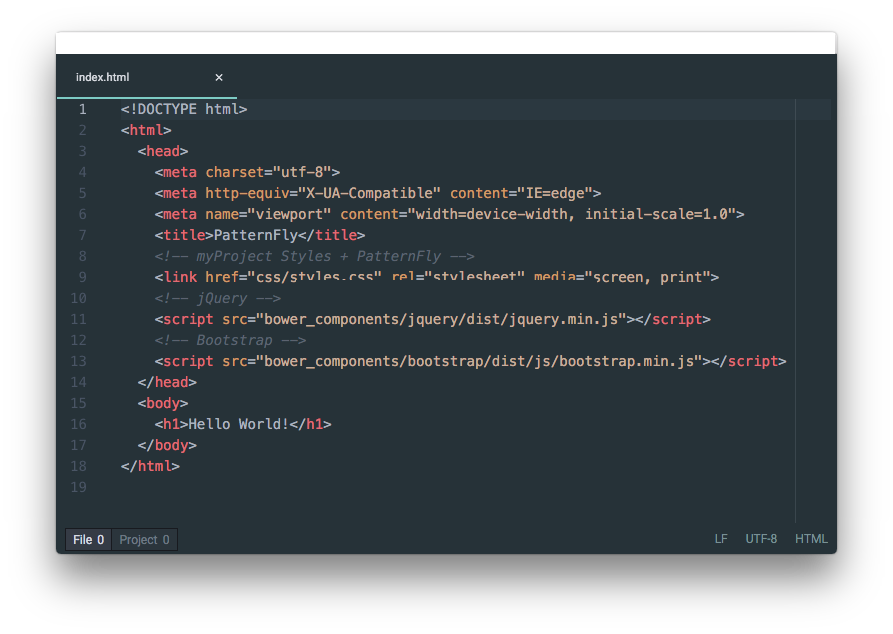 index.html ×
1 <!DOCTYPE html>
2 <html>
3 <head>
4 <meta charset="utf-8">
5 <meta http-equiv="X-UA-Compatible" content="IE=edge">
6 <meta name="viewport" content="width=device-width, initial-scale=1.0">
7 <title>PatternFly</title>
8 <!-- myProject Styles + PatternFly -->
9 <link href="css/styles.css" rel="stylesheet" media="screen, print">
10 <!-- jQuery -->
11 <script src="bower_components/jquery/dist/jquery.min.js"></script>
12 <!-- Bootstrap -->
13 <script src="bower_components/bootstrap/dist/js/bootstrap.min.js"></script>
14 </head>
15 <body>
16 <h1>Hello World!</h1>
17 </body>
18 </html>
19
File 0 Project 0 LF UTF-8 HTML